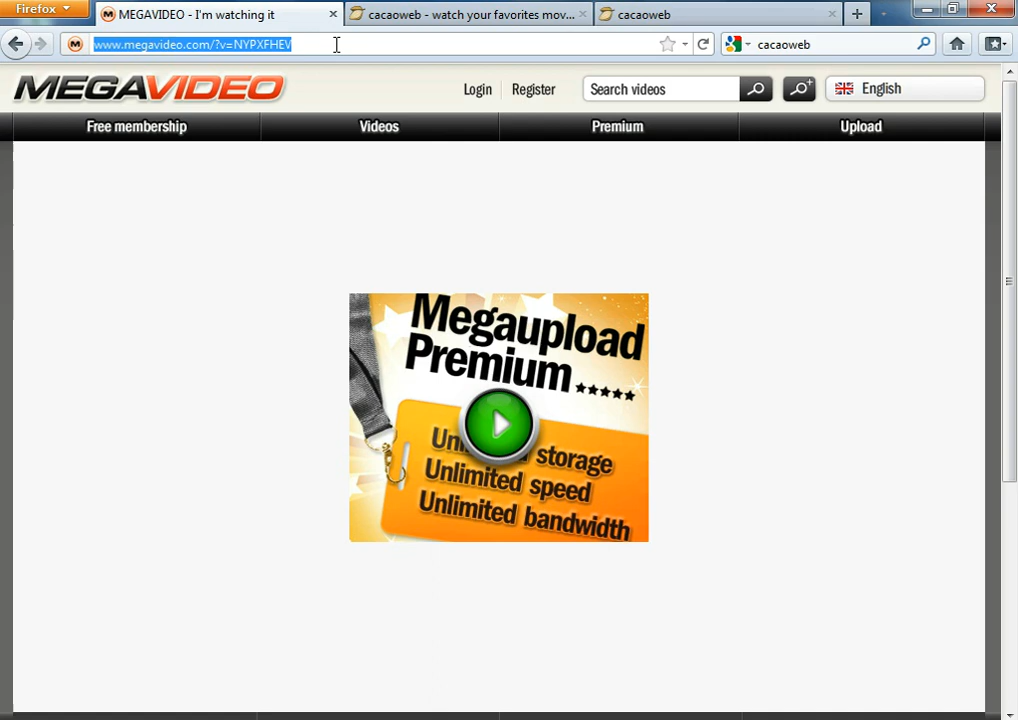 Firefox
MEGAVIDEO - I'm watching it
cacaoweb - watch your favorites mov...
cacaoweb
www.megavideo.com/?v=NYPXFHEV
cacaoweb
MEGAVIDEO
Login
Register
Search videos
English
Free membership
Videos
Premium
Upload
Megaupload
Premium
storage
Unlimited speed
Unlimited bandwidth